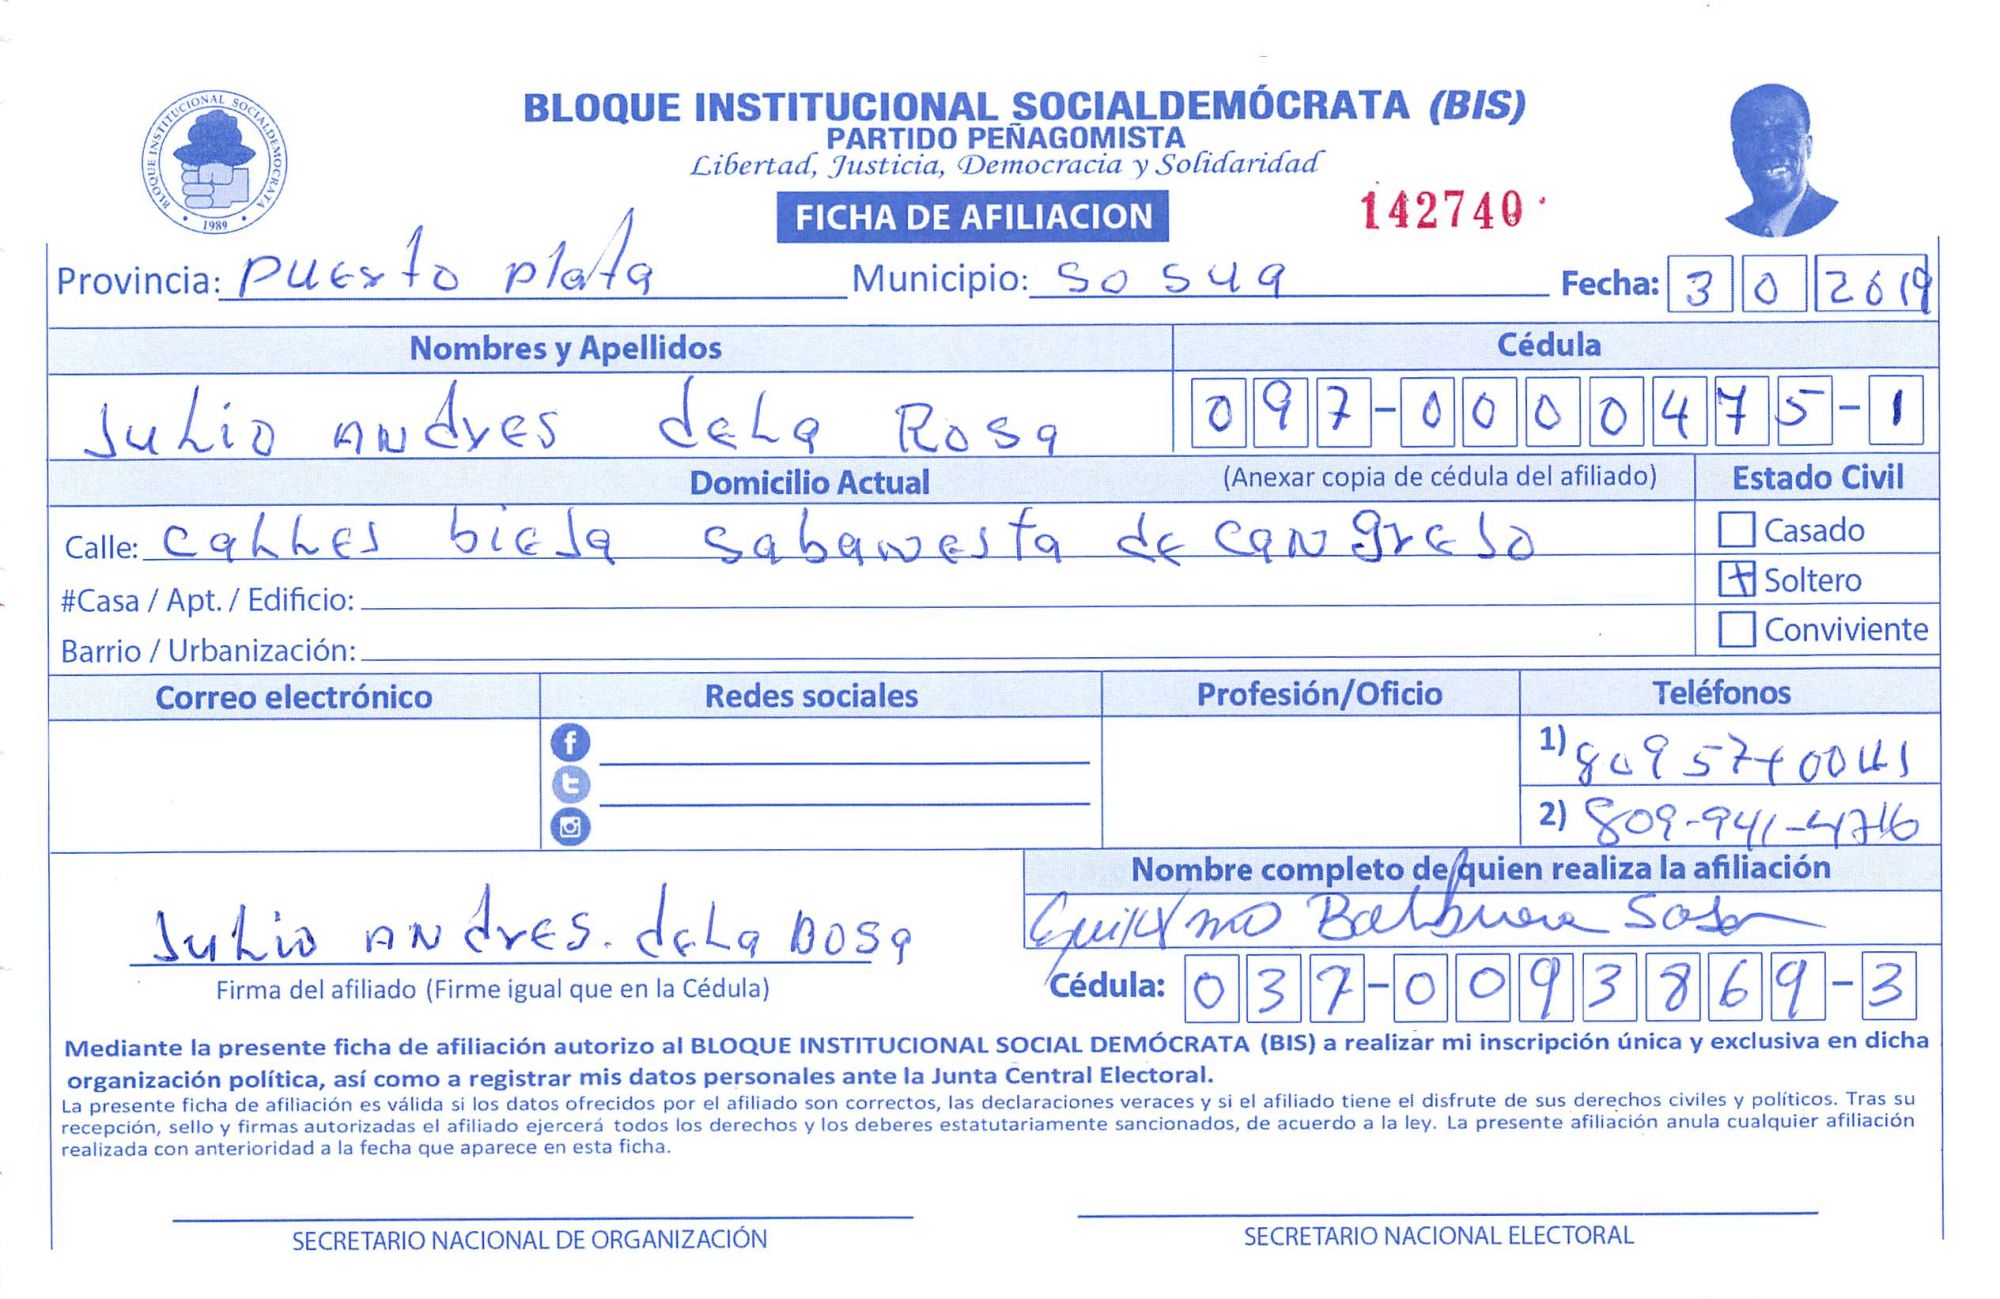 BLOQUE INSTITUCIONAL SOCIALDEMOCRATA
1989
BLOQUE INSTITUCIONAL SOCIALDEMÓCRATA (BIS)
PARTIDO PEÑAGOMISTA
Libertad, Justicia, Democracia y Solidaridad
FICHA DE AFILIACION 142740
Provincia: Puerto plata Municipio: sosua Fecha: 3 0 2019
Nombres y Apellidos Cédula
Julio ANdres deLa Rosa 097-0000475-1
Domicilio Actual (Anexar copia de cédula del afiliado) Estado Civil
Calle: caLLes bieja sabanesta de canGrejo Casado
#Casa / Apt. / Edificio: + Soltero
Barrio / Urbanización: Conviviente
Correo electrónico Redes sociales Profesión/Oficio Teléfonos
1) 809 57
2) 809-941-4716
Nombre completo de quien realiza la afiliación
Balbuena Sosa
Julio ANdres. deLa Rosa
Firma del afiliado (Firme igual que en la Cédula) Cédula: 037-0093869-3
Mediante la presente ficha de afiliación autorizo al BLOQUE INSTITUCIONAL SOCIAL DEMÓCRATA (BIS) a realizar mi inscripción única y exclusiva en dicha
organización política, así como a registrar mis datos personales ante la Junta Central Electoral.
La presente ficha de afiliación es válida si los datos ofrecidos por el afiliado son correctos, las declaraciones veraces y si el afiliado tiene el disfrute de sus derechos civiles y políticos. Tras su
recepción, sello y firmas autorizadas el afiliado ejercerá todos los derechos y los deberes estatutariamente sancionados, de acuerdo a la ley. La presente afiliación anula cualquier afiliación
realizada con anterioridad a la fecha que aparece en esta ficha.
SECRETARIO NACIONAL DE ORGANIZACIÓN SECRETARIO NACIONAL ELECTORAL